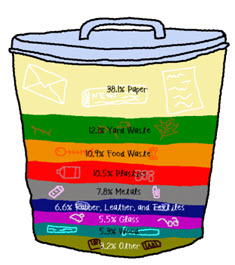 38.1% Paper
12.1% Yard Waste
10.9% Food Waste
10.5% Plastics
7.8% Metals
6.6% Rubber, Leather, and Textiles
5.5% Glass
5.3% Wood
3.2% Other